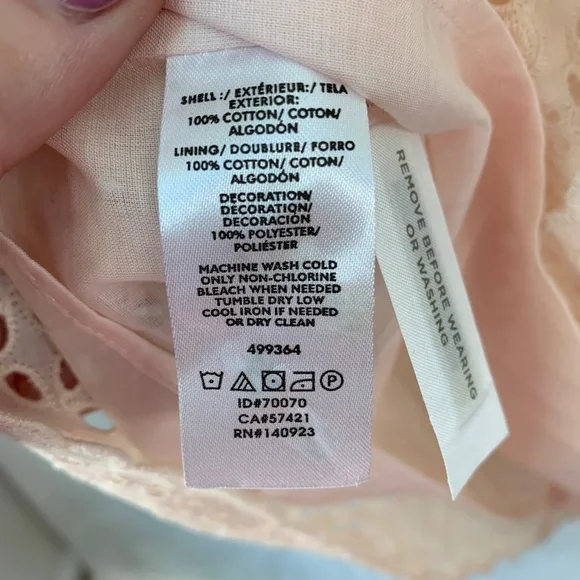 SHELL:/ EXTÉRIEUR:/ TELA
EXTERIOR:
100% COTTON/ COTON/
ALGODÓN
LINING/ DOUBLURE/ FORRO
100% COTTON/ COTON/
ALGODÓN
DECORATION/
DÉCORATION/
DECORACIÓN
100% POLYESTER/
POLIÉSTER
MACHINE WASH COLD
ONLY NON-CHLORINE
BLEACH WHEN NEEDED
TUMBLE DRY LOW
COOL IRON IF NEEDED
OR DRY CLEAN
499364
P
ID#70070
CA#57421
RN#140923
REMOVE BEFORE WEARING
OR WASHING